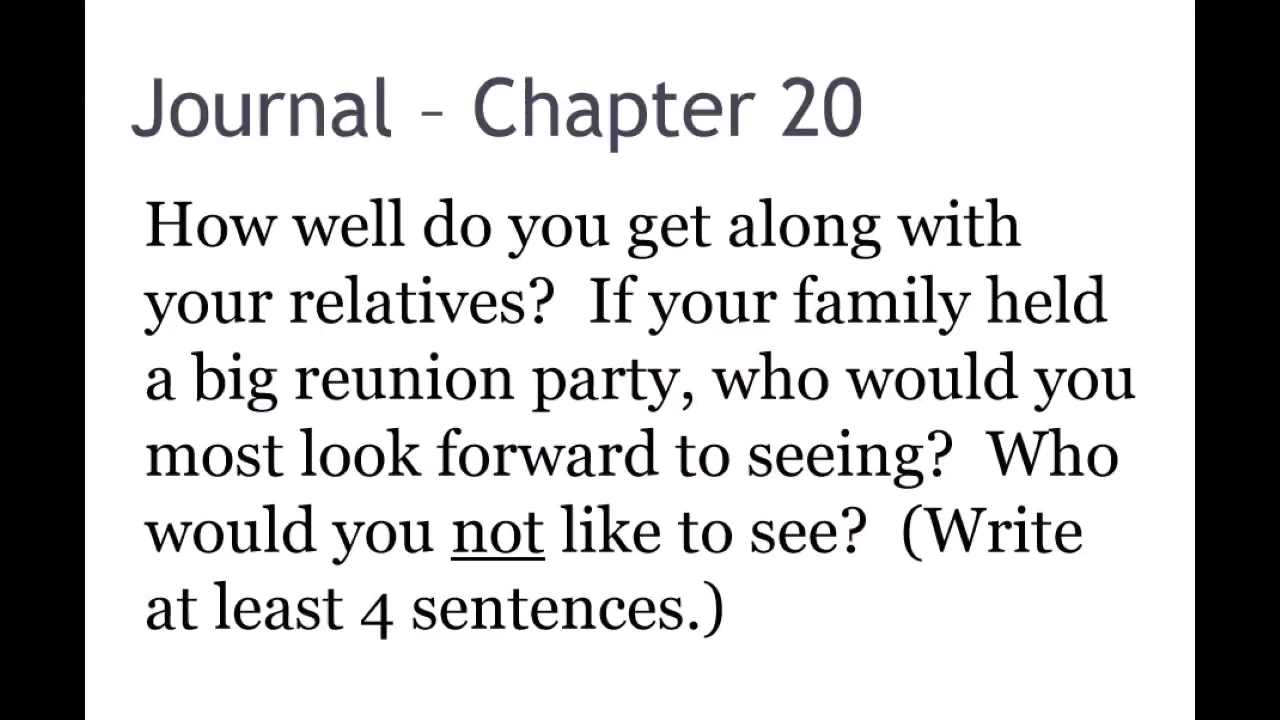 Journal – Chapter 20
How well do you get along with
your relatives?  If your family held
a big reunion party, who would you
most look forward to seeing?  Who
would you not like to see?  (Write
at least 4 sentences.)